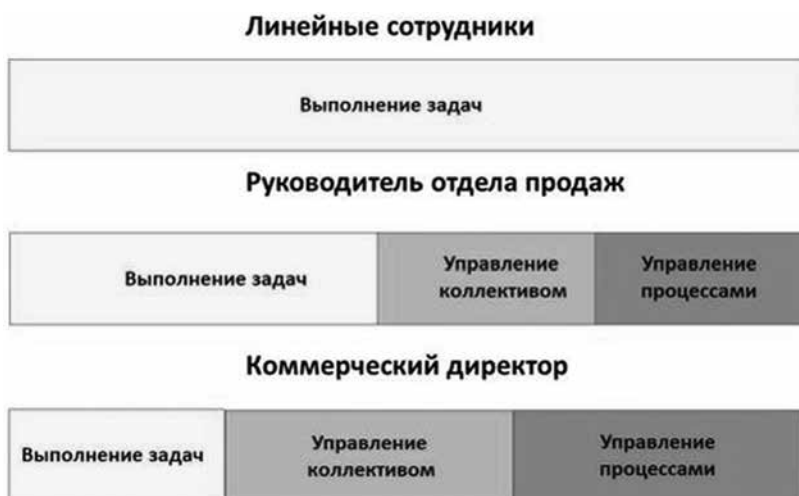 Линейные сотрудники
Выполнение задач
Руководитель отдела продаж
Выполнение задач
Управление
коллективом
Управление
процессами
Коммерческий директор
Выполнение задач
Управление
коллективом
Управление
процессами